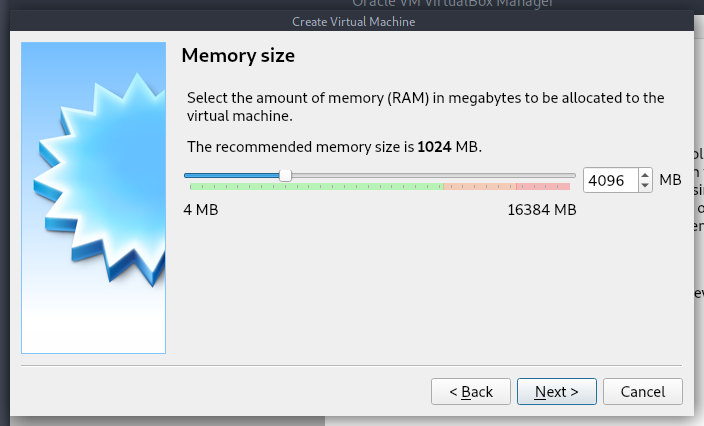 Oracle VM VirtualBox Manager
Create Virtual Machine
Memory size
Select the amount of memory (RAM) in megabytes to be allocated to the
virtual machine.
The recommended memory size is 1024 MB.
4096 MB
4 MB 16384 MB
< Back Next > Cancel